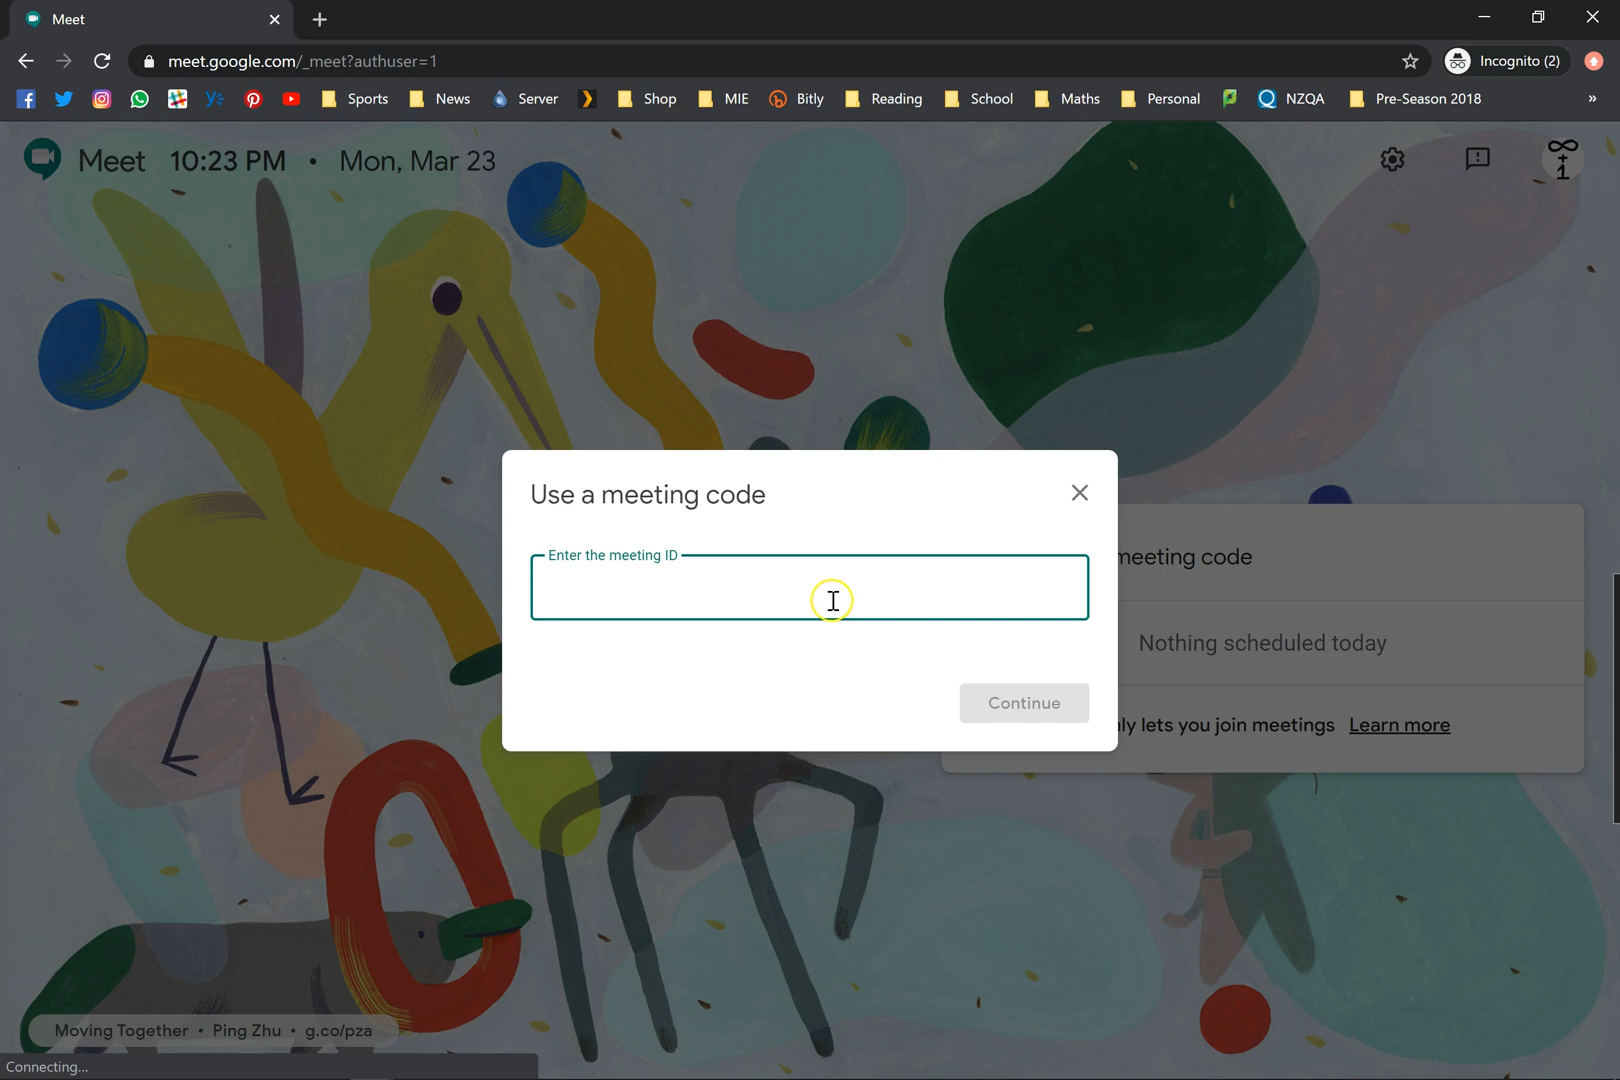 Meet
meet.google.com/_meet?authuser=1
Incognito (2)
Sports News Server Shop MIE Bitly Reading School Maths Personal NZQA Pre-Season 2018 »
Meet 10:23 PM • Mon, Mar 23
∞
+
1
Use a meeting code
Enter the meeting ID
Continue
meeting code
Nothing scheduled today
ly lets you join meetings Learn more
Moving Together • Ping Zhu • g.co/pza
Connecting...